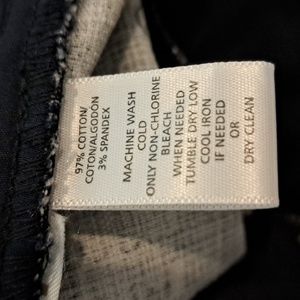 97% COTTON/
COTON/ALGODÓN
3% SPANDEX
MACHINE WASH
COLD
ONLY NON-CHLORINE
BLEACH
WHEN NEEDED
TUMBLE DRY LOW
COOL IRON
IF NEEDED
OR
DRY CLEAN